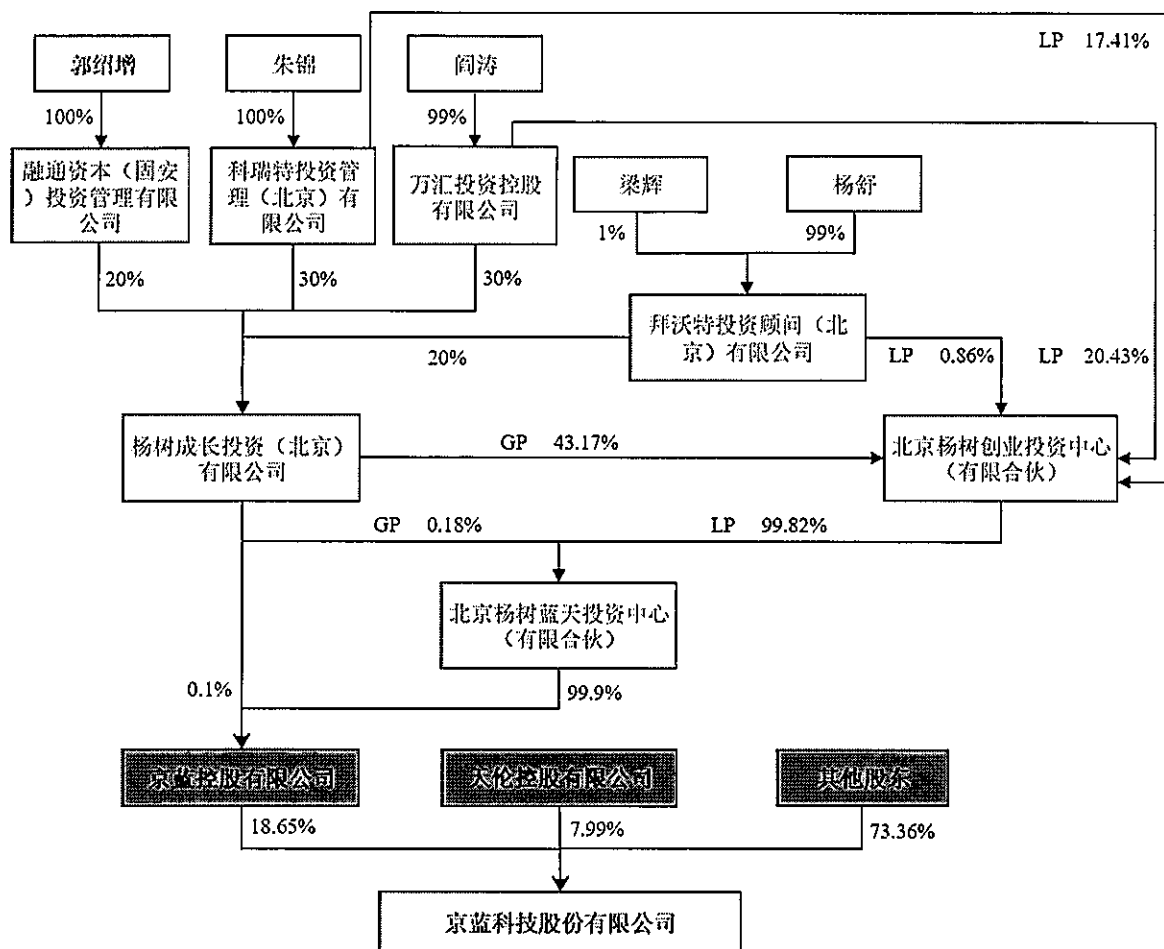 LP 17.41%
郭绍增
朱锦
阎涛
100%
100%
99%
融通资本（固安
）投资管理有限
公司
科瑞特投资管
理（北京）有
限公司
万汇投资控股
有限公司
梁辉
杨舒
1%
99%
20%
30%
30%
拜沃特投资顾问（北
京）有限公司
20%
LP 0.86%
LP 20.43%
杨树成长投资（北京）
有限公司
GP 43.17%
北京杨树创业投资中心
（有限合伙）
GP 0.18%
LP 99.82%
北京杨树蓝天投资中心
（有限合伙）
0.1%
99.9%
京蓝控股有限公司
天伦控股有限公司
其他股东
18.65%
7.99%
73.36%
京蓝科技股份有限公司